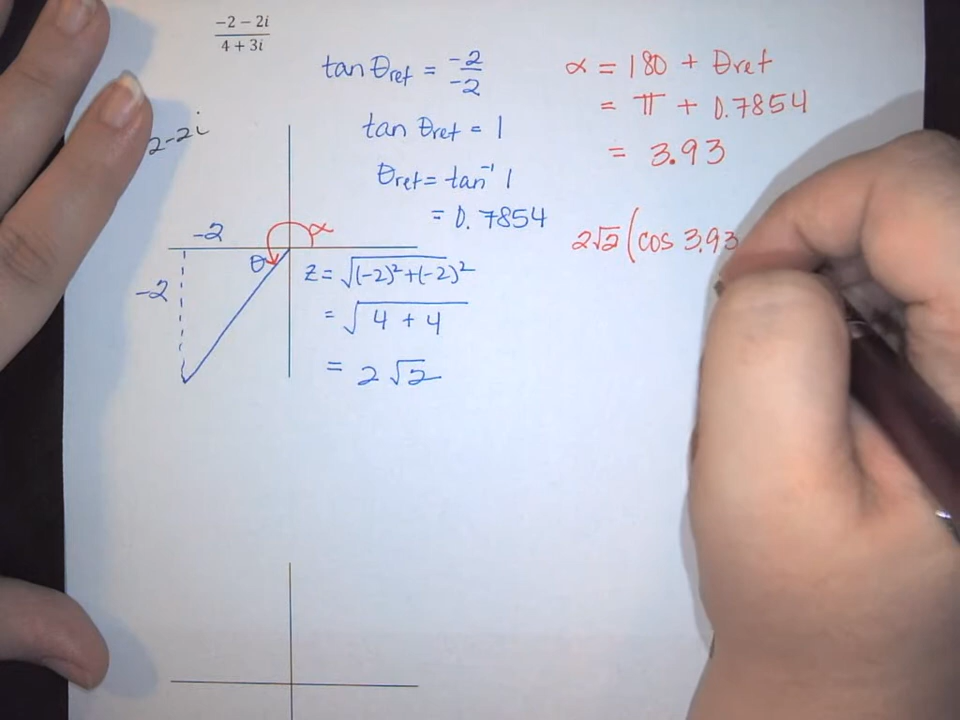 -2 - 2i
4 + 3i
tan θref = -2/-2
tan θref = 1
θref = tan⁻¹ 1
= 0.7854
α = 180 + θref
= π + 0.7854
= 3.93
2√2 (cos 3.93
2-2i
-2
α
θ
-2
z = √(-2)² + (-2)²
= √4 + 4
= 2√2